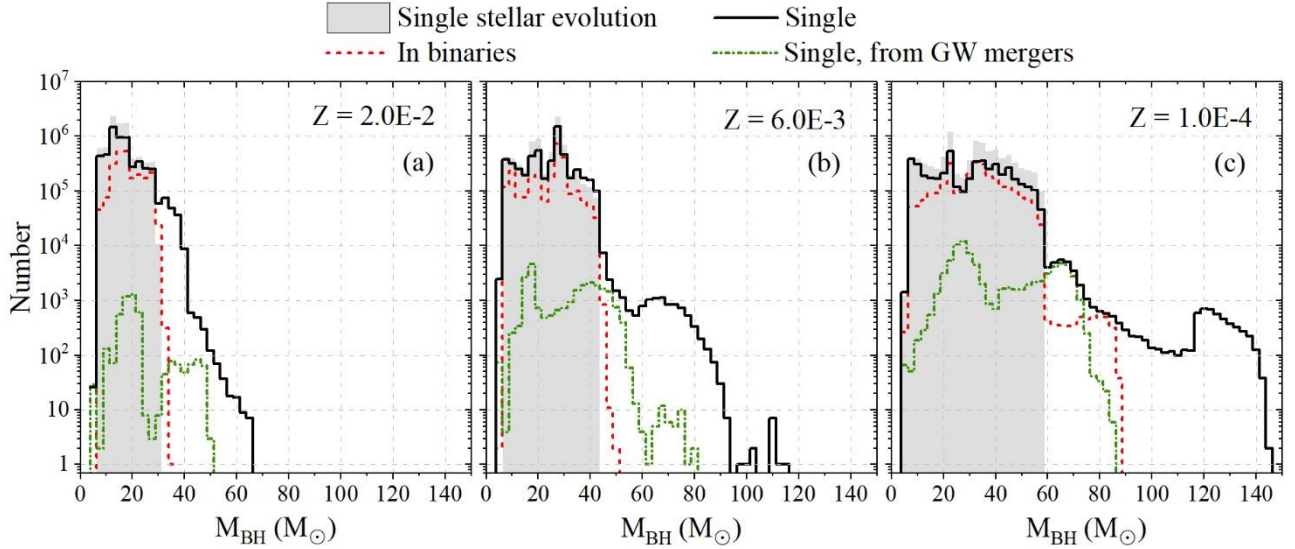 Single stellar evolution Single
In binaries Single, from GW mergers
10^7
10^6
10^5
10^4
10^3
10^2
10
1
Number
Z = 2.0E-2
(a)
Z = 6.0E-3
(b)
Z = 1.0E-4
(c)
0 20 40 60 80 100 120 140 0 20 40 60 80 100 120 140 0 20 40 60 80 100 120 140
M_BH (M_⊙) M_BH (M_⊙) M_BH (M_⊙)